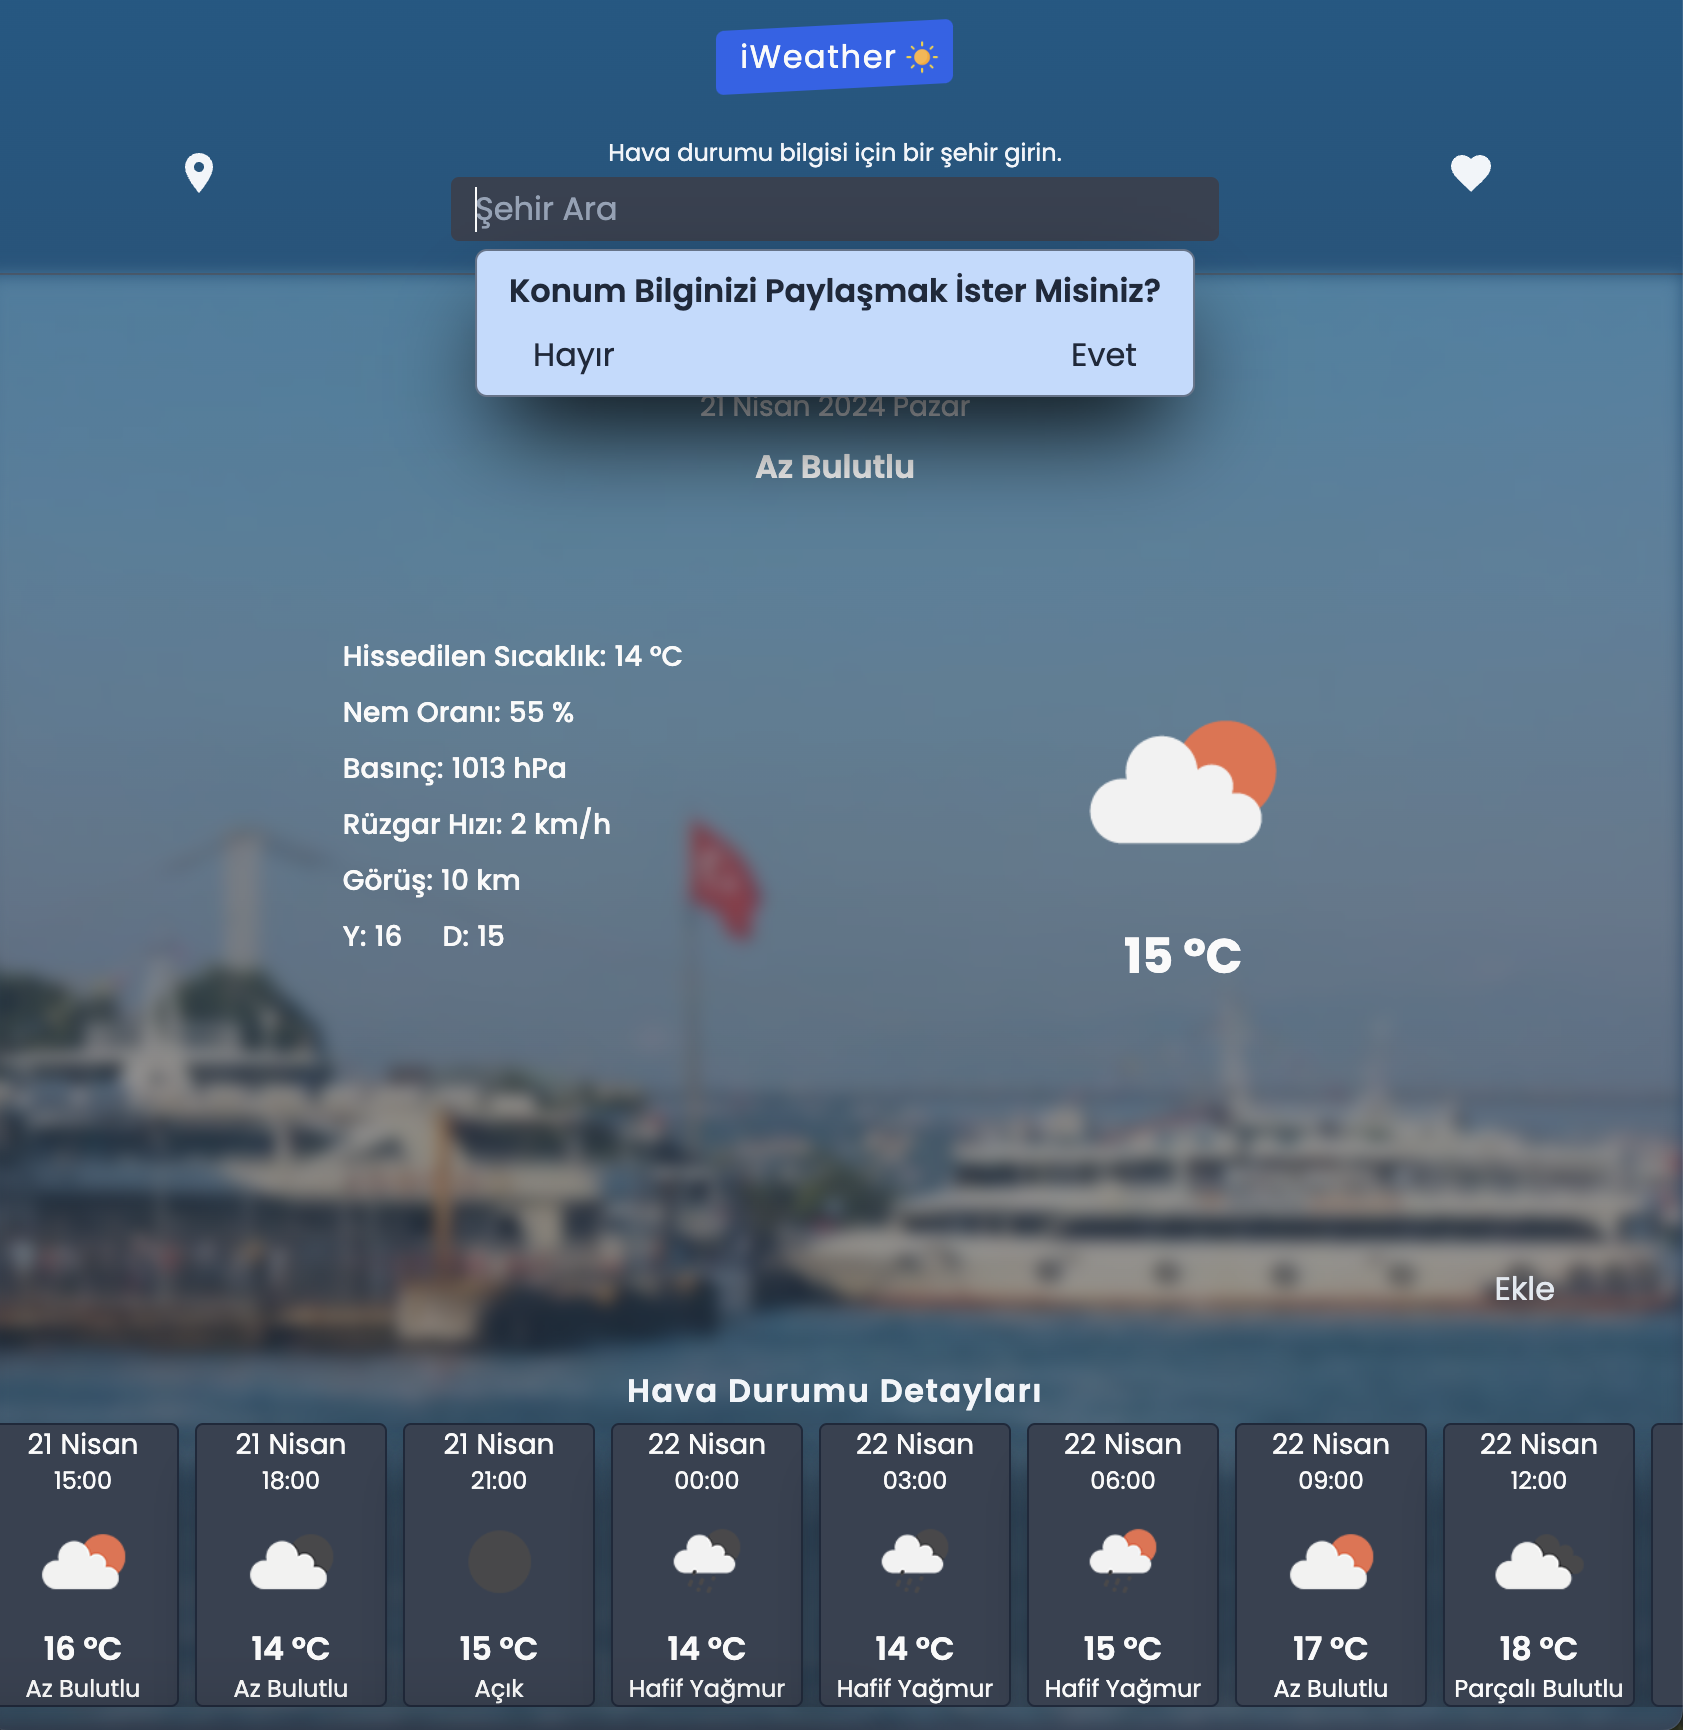 iWeather
Hava durumu bilgisi için bir şehir girin.
Şehir Ara
Konum Bilginizi Paylaşmak İster Misiniz?
Hayır Evet
21 Nisan 2024 Pazar
Az Bulutlu
Hissedilen Sıcaklık: 14 °C
Nem Oranı: 55 %
Basınç: 1013 hPa
Rüzgar Hızı: 2 km/h
Görüş: 10 km
Y: 16 D: 15
15 °C
Ekle
Hava Durumu Detayları
21 Nisan
15:00
16 °C
Az Bulutlu
21 Nisan
18:00
14 °C
Az Bulutlu
21 Nisan
21:00
15 °C
Açık
22 Nisan
00:00
14 °C
Hafif Yağmur
22 Nisan
03:00
14 °C
Hafif Yağmur
22 Nisan
06:00
15 °C
Hafif Yağmur
22 Nisan
09:00
17 °C
Az Bulutlu
22 Nisan
12:00
18 °C
Parçalı Bulutlu